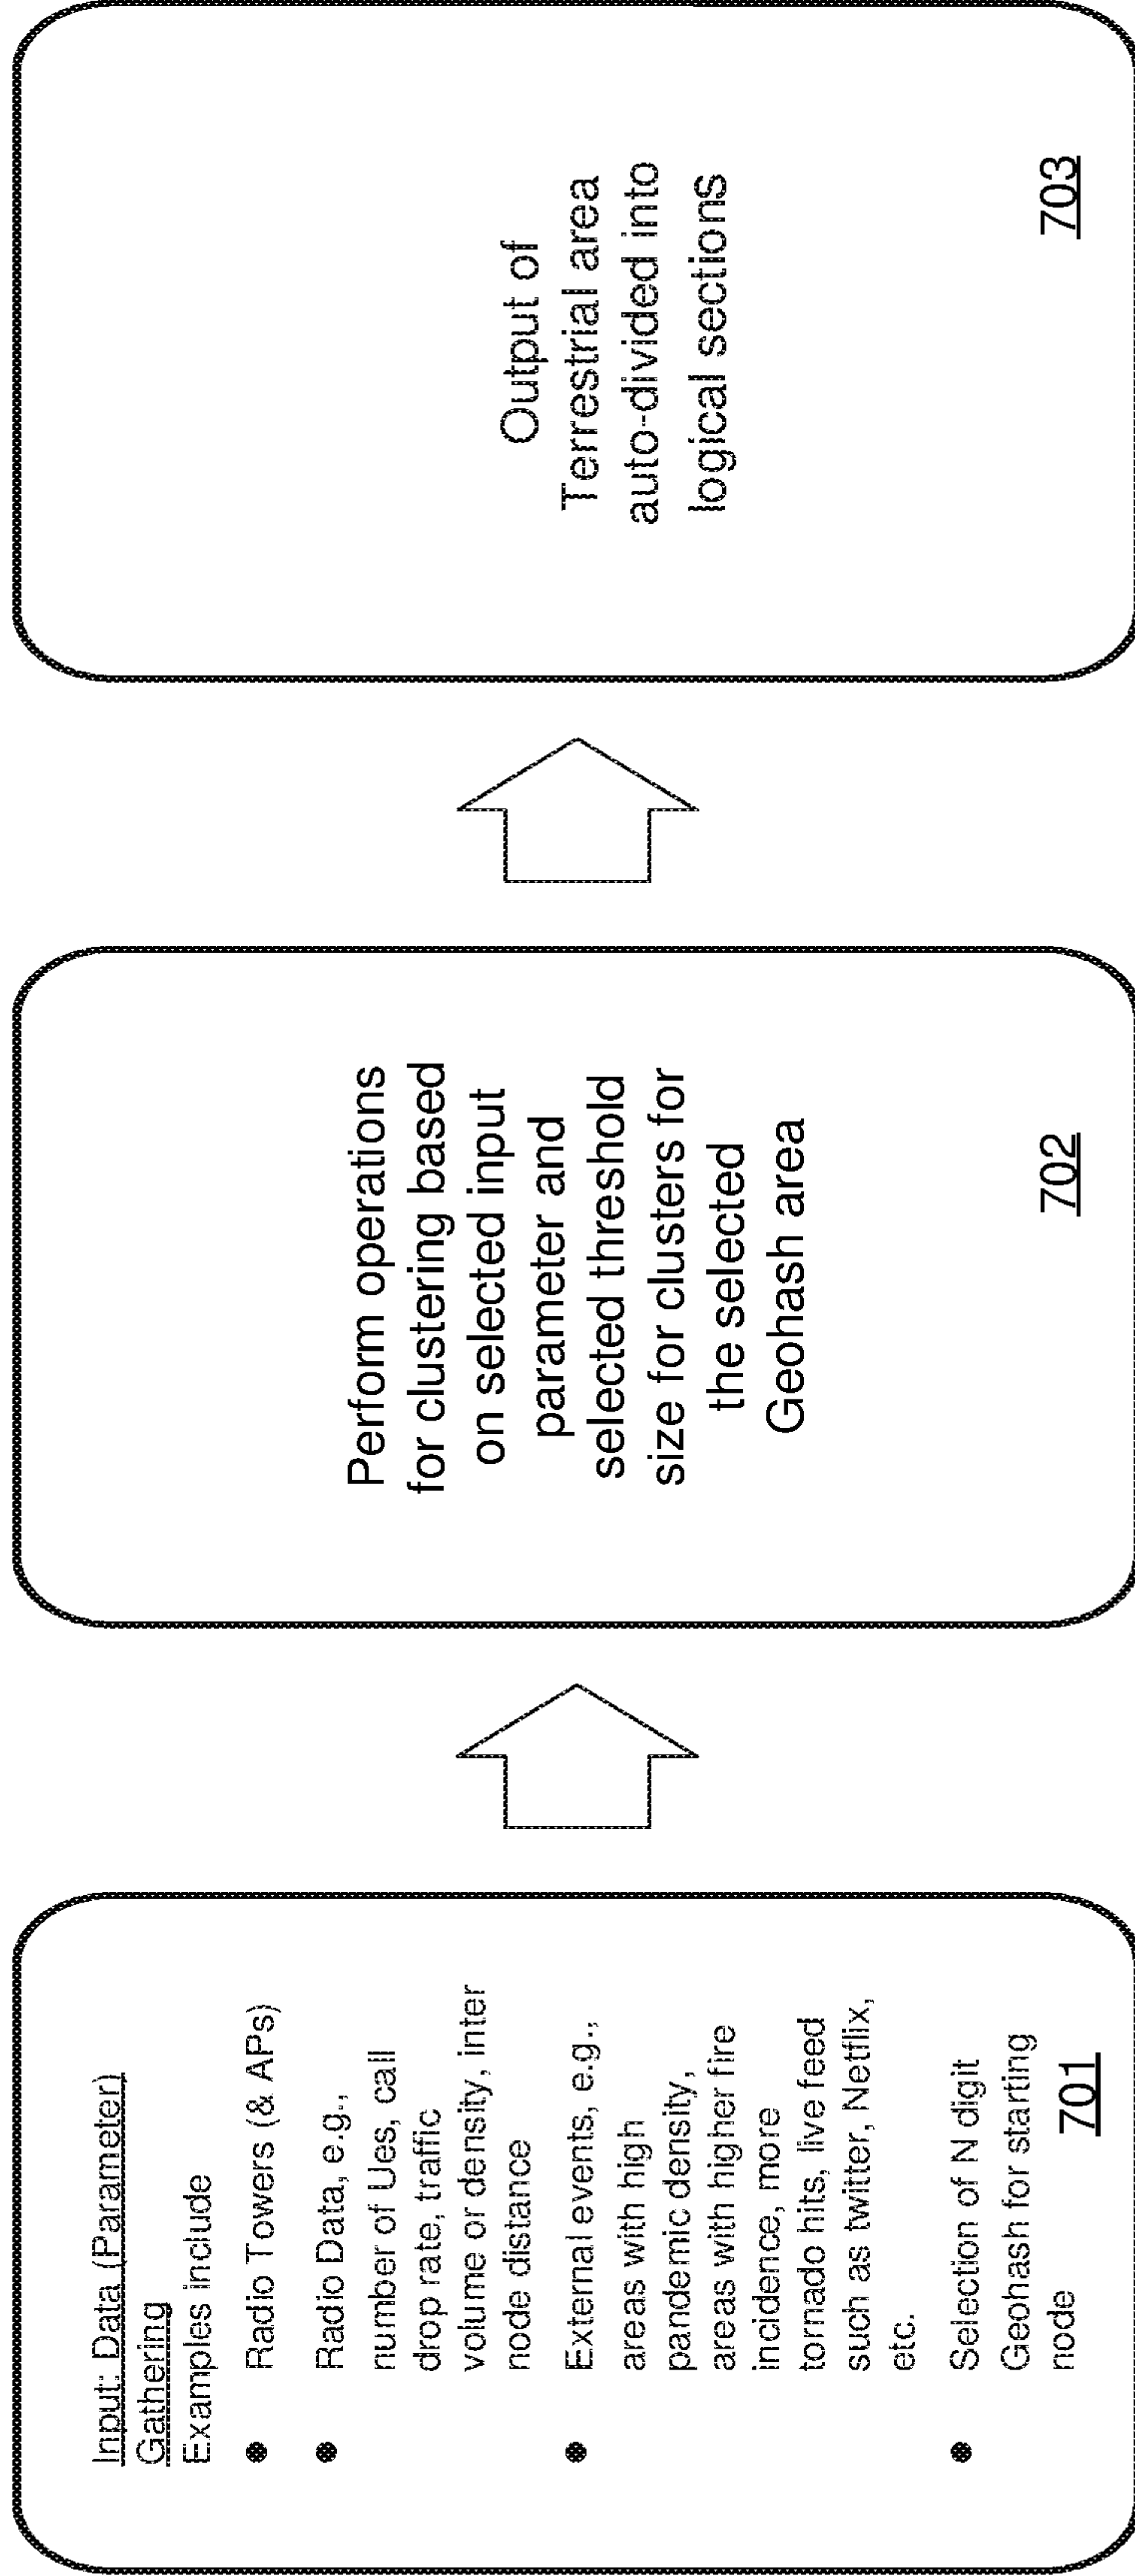 Input: Data (Parameter)
Gathering
Examples include
● Radio Towers (& APs)
● Radio Data, e.g.,
number of Ues, call
drop rate, traffic
volume or density, inter
node distance
● External events, e.g.,
areas with high
pandemic density,
areas with higher fire
incidence, more
tornado hits, live feed
such as twitter, Netflix,
etc.
● Selection of N digit
Geohash for starting
node
701
Perform operations
for clustering based
on selected input
parameter and
selected threshold
size for clusters for
the selected
Geohash area
702
Output of
Terrestrial area
auto-divided into
logical sections
703